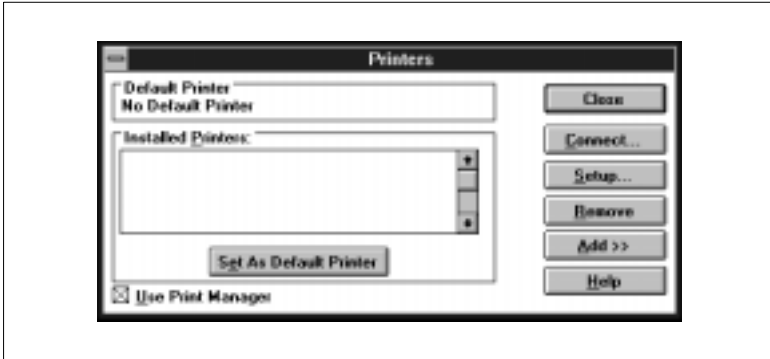 Printers
Default Printer
No Default Printer
Installed Printers:
Set As Default Printer
Use Print Manager
Close
Connect...
Setup...
Remove
Add >>
Help